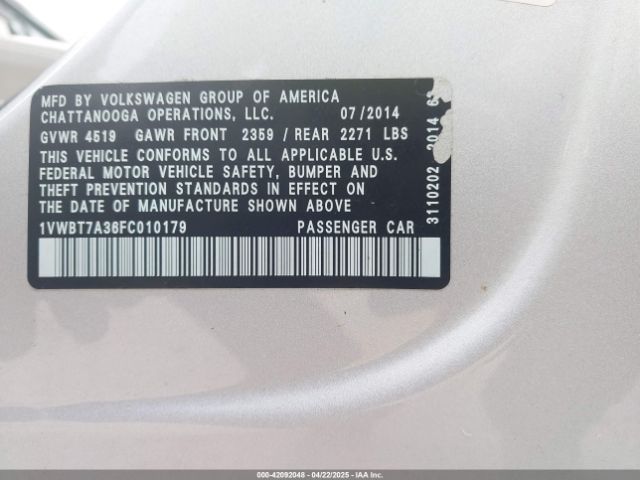 MFD BY VOLKSWAGEN GROUP OF AMERICA
CHATTANOOGA OPERATIONS, LLC. 07/2014
GVWR 4519 GAWR FRONT 2359 / REAR 2271 LBS
THIS VEHICLE CONFORMS TO ALL APPLICABLE U.S.
FEDERAL MOTOR VEHICLE SAFETY, BUMPER AND
THEFT PREVENTION STANDARDS IN EFFECT ON
THE DATE OF MANUFACTURE SHOWN ABOVE
1VWBT7A36FC010179 PASSENGER CAR
3110202 2014
000-42092048 - 04/22/2025 - IAAI.COM